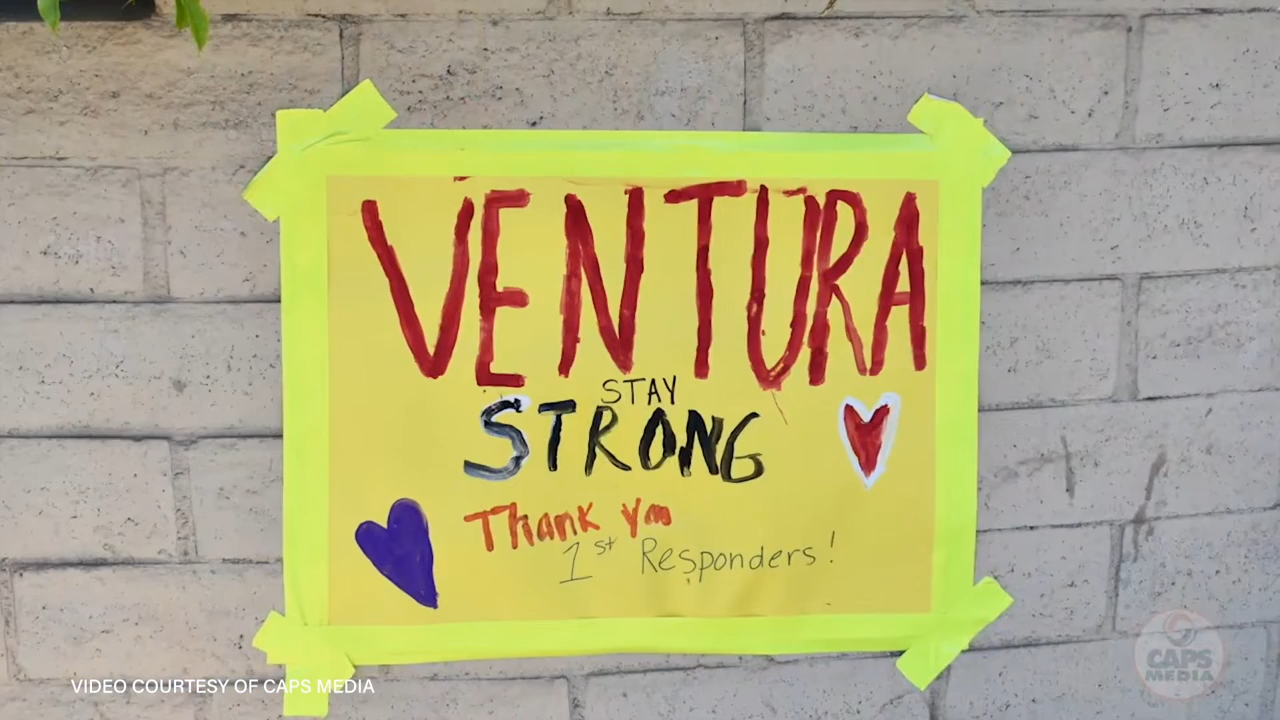 VENTURA
STAY
STRONG
Thank you
1st Responders!
VIDEO COURTESY OF CAPS MEDIA
CAPS
MEDIA